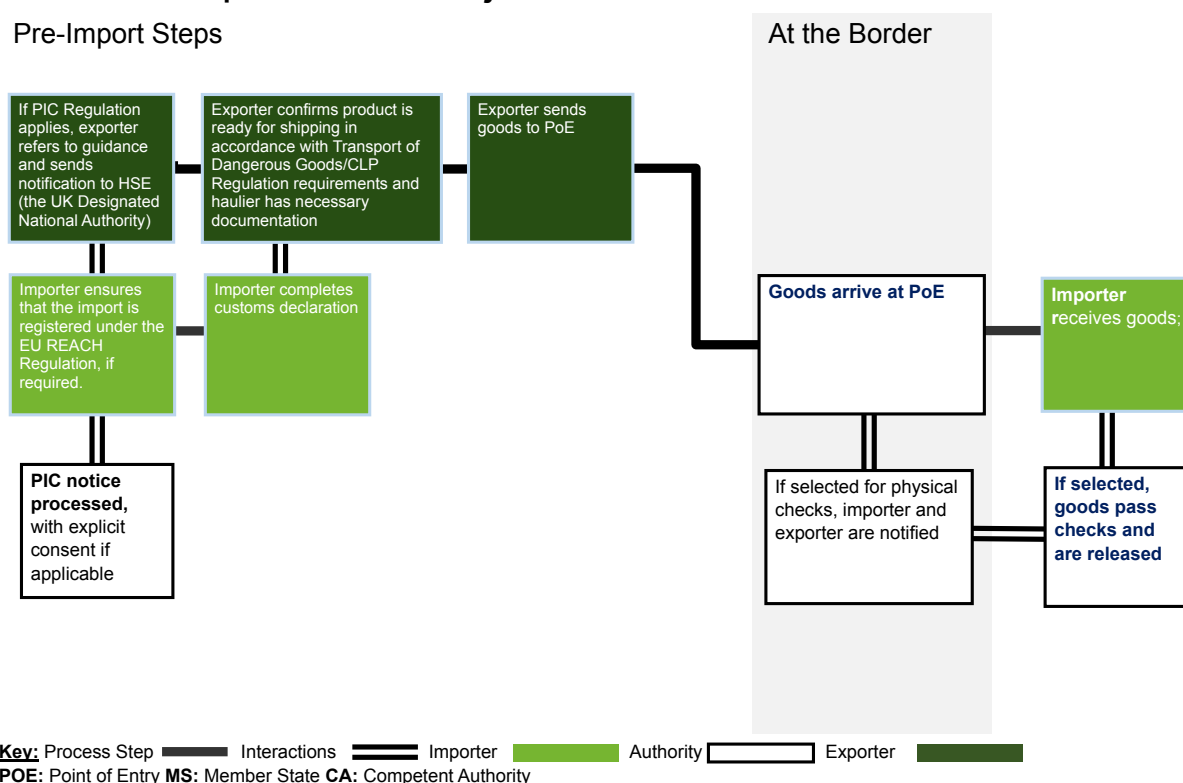 Pre-Import Steps
At the Border
If PIC Regulation
applies, exporter
refers to guidance
and sends
notification to HSE
(the UK Designated
National Authority)
Exporter confirms product is
ready for shipping in
accordance with Transport of
Dangerous Goods/CLP
Regulation requirements and
haulier has necessary
documentation
Exporter sends
goods to PoE
Importer ensures
that the import is
registered under the
EU REACH
Regulation, if
required.
Importer completes
customs declaration
Goods arrive at PoE
Importer
receives goods;
PIC notice
processed,
with explicit
consent if
applicable
If selected for physical
checks, importer and
exporter are notified
If selected,
goods pass
checks and
are released
Key: Process Step Interactions Importer Authority Exporter
POE: Point of Entry MS: Member State CA: Competent Authority